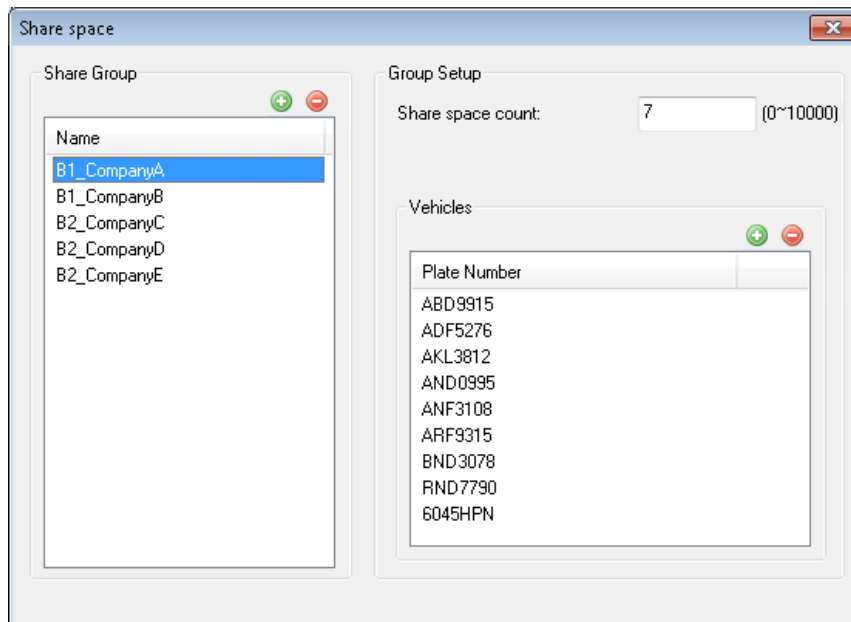 Share space
Share Group
Name
B1_CompanyA
B1_CompanyB
B2_CompanyC
B2_CompanyD
B2_CompanyE
Group Setup
Share space count: 7 (0~10000)
Vehicles
Plate Number
ABD9915
ADF5276
AKL3812
AND0995
ANF3108
ARF9315
BND3078
RND7790
6045HPN